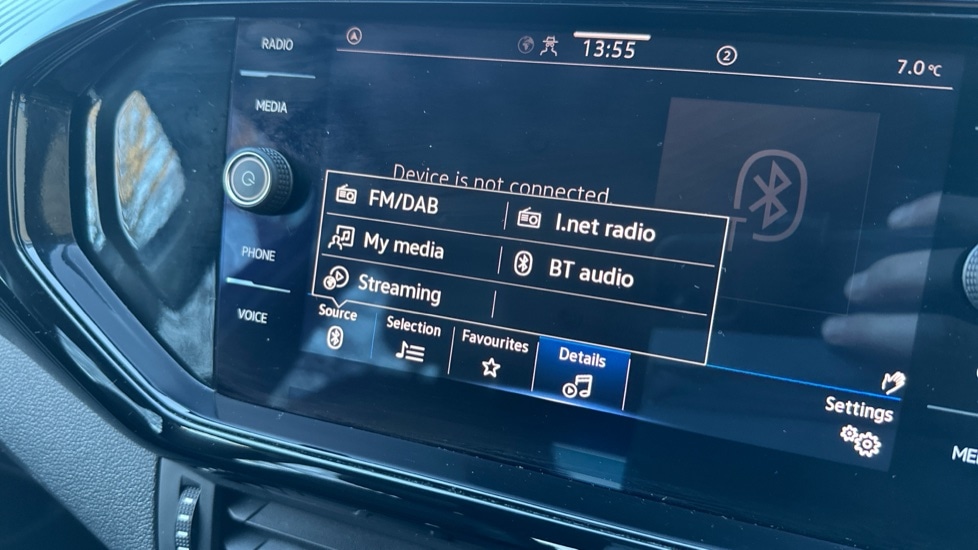 RADIO
MEDIA
PHONE
VOICE
13:55
2
7.0 °C
Device is not connected.
FM/DAB
I.net radio
My media
BT audio
Streaming
Source
Selection
Favourites
Details
Settings